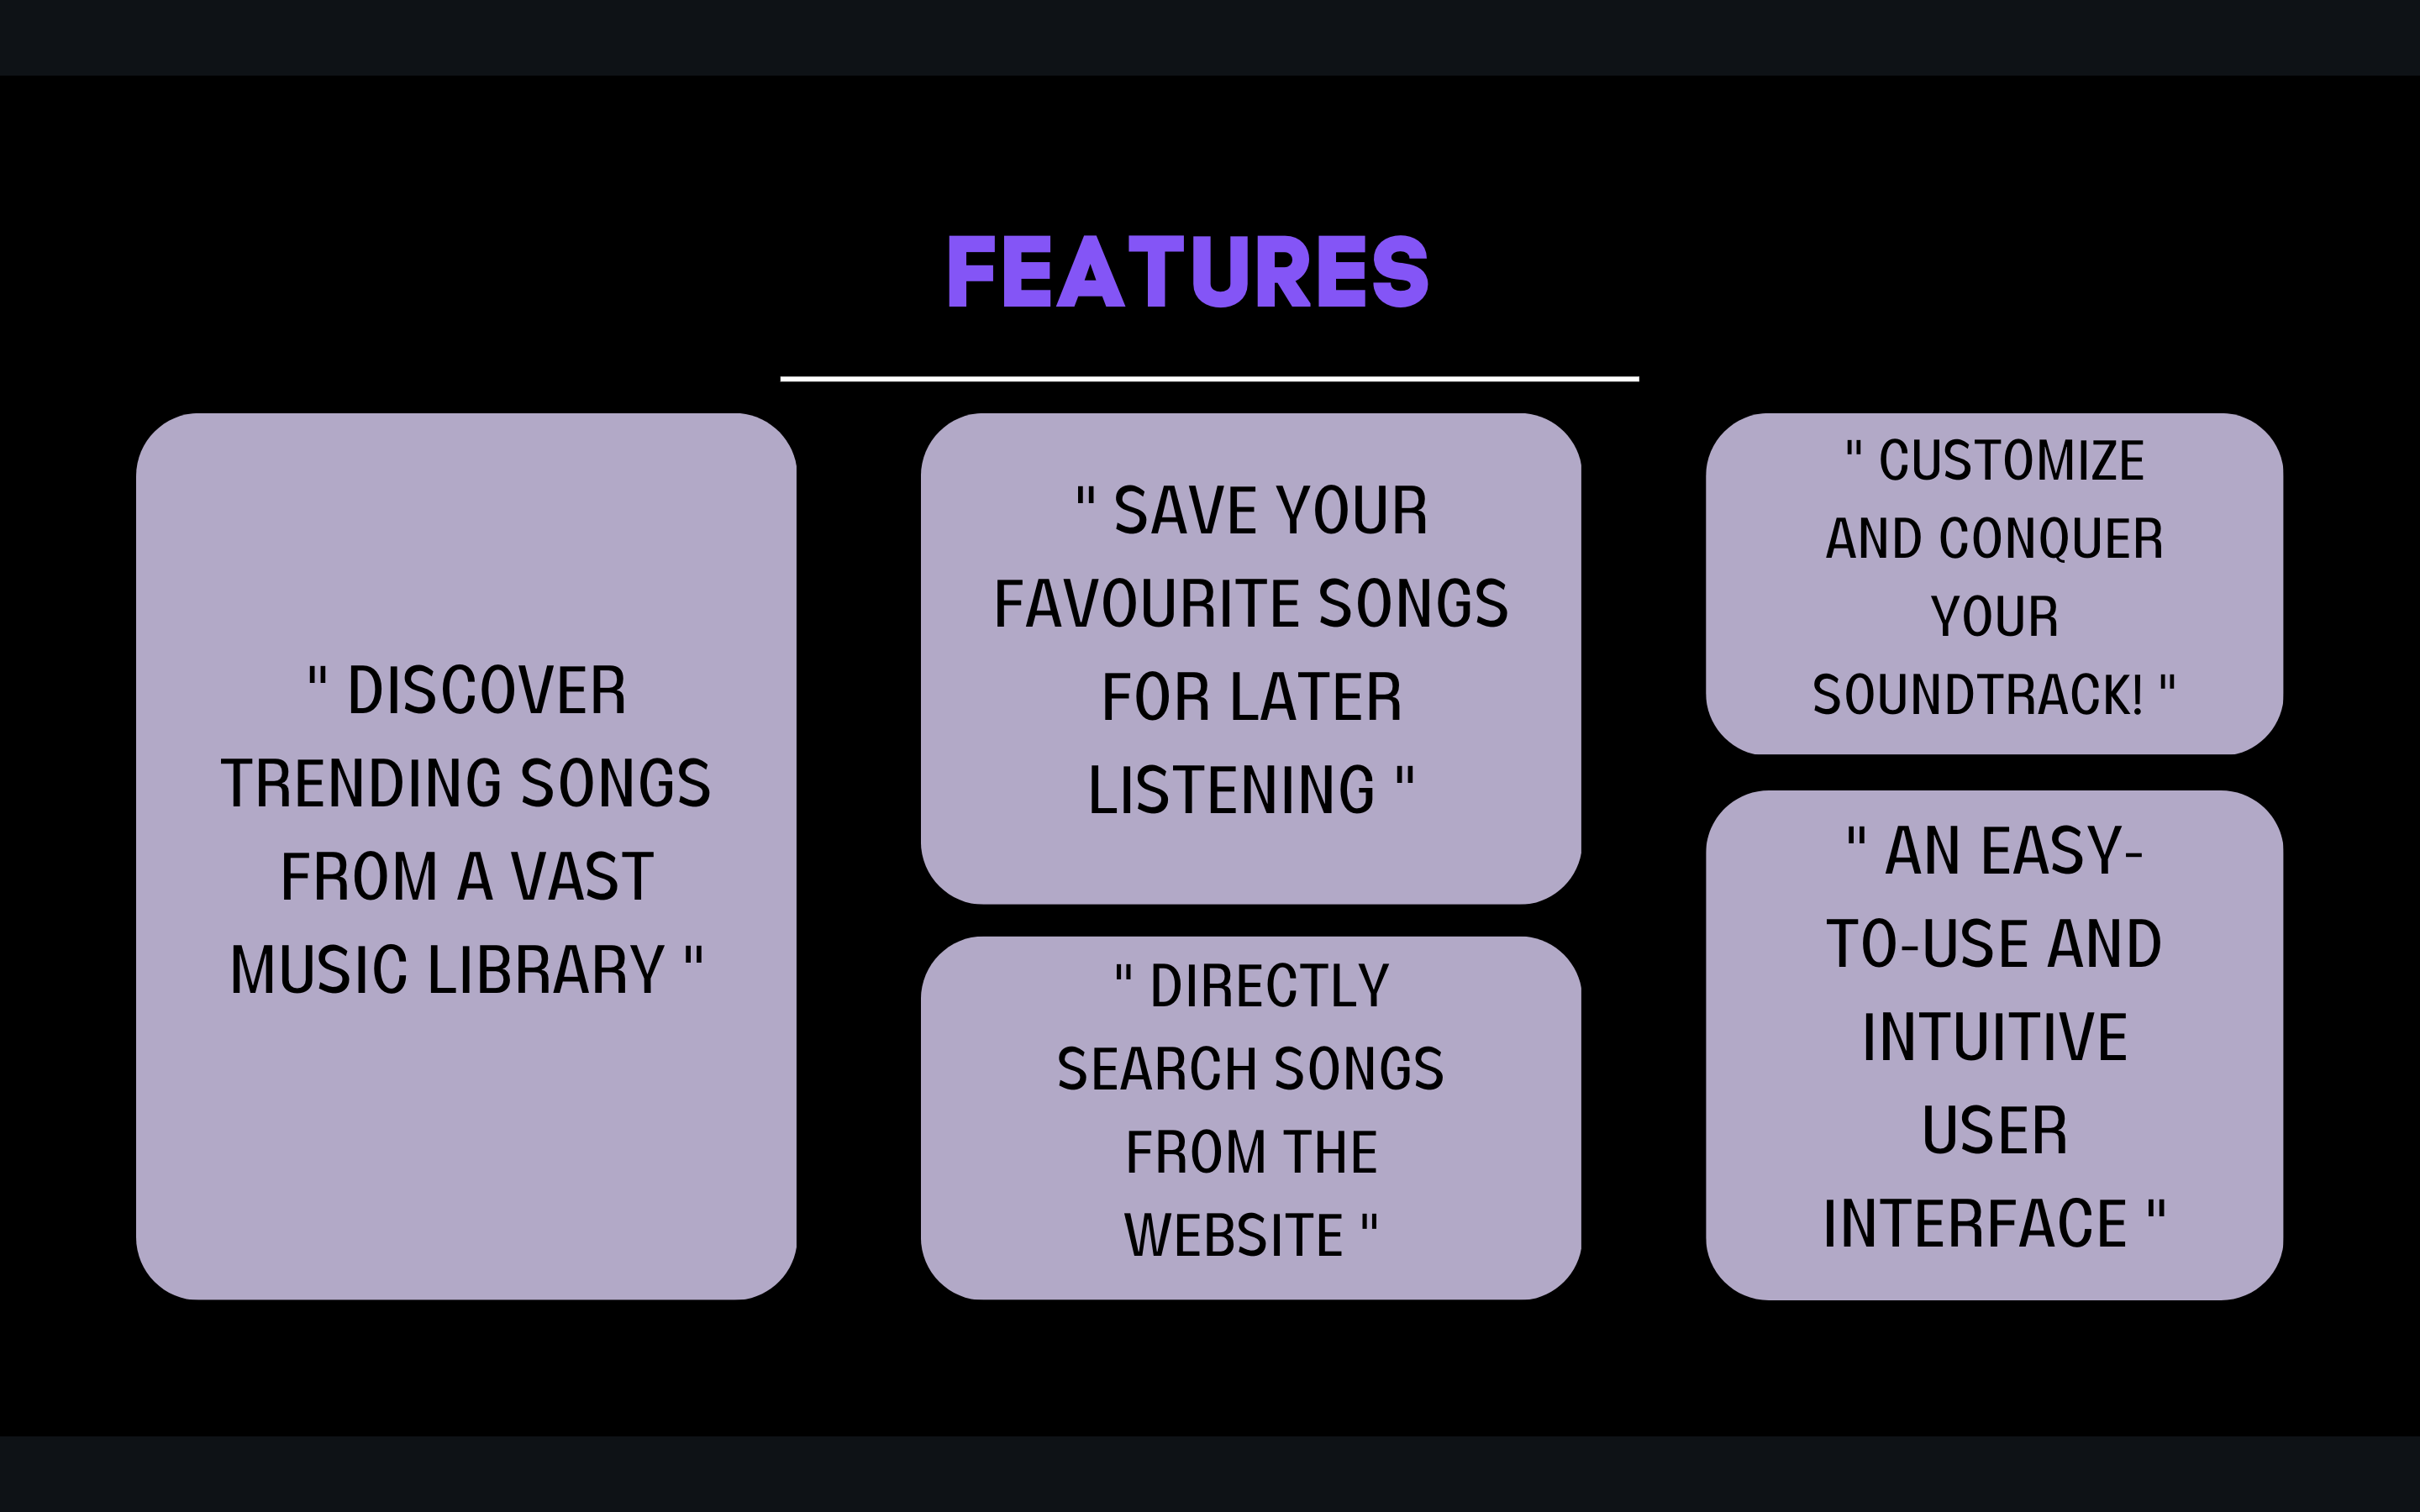 FEATURES
" DISCOVER
TRENDING SONGS
FROM A VAST
MUSIC LIBRARY "
" SAVE YOUR
FAVOURITE SONGS
FOR LATER
LISTENING "
" DIRECTLY
SEARCH SONGS
FROM THE
WEBSITE "
" CUSTOMIZE
AND CONQUER
YOUR
SOUNDTRACK! "
" AN EASY-
TO-USE AND
INTUITIVE
USER
INTERFACE "